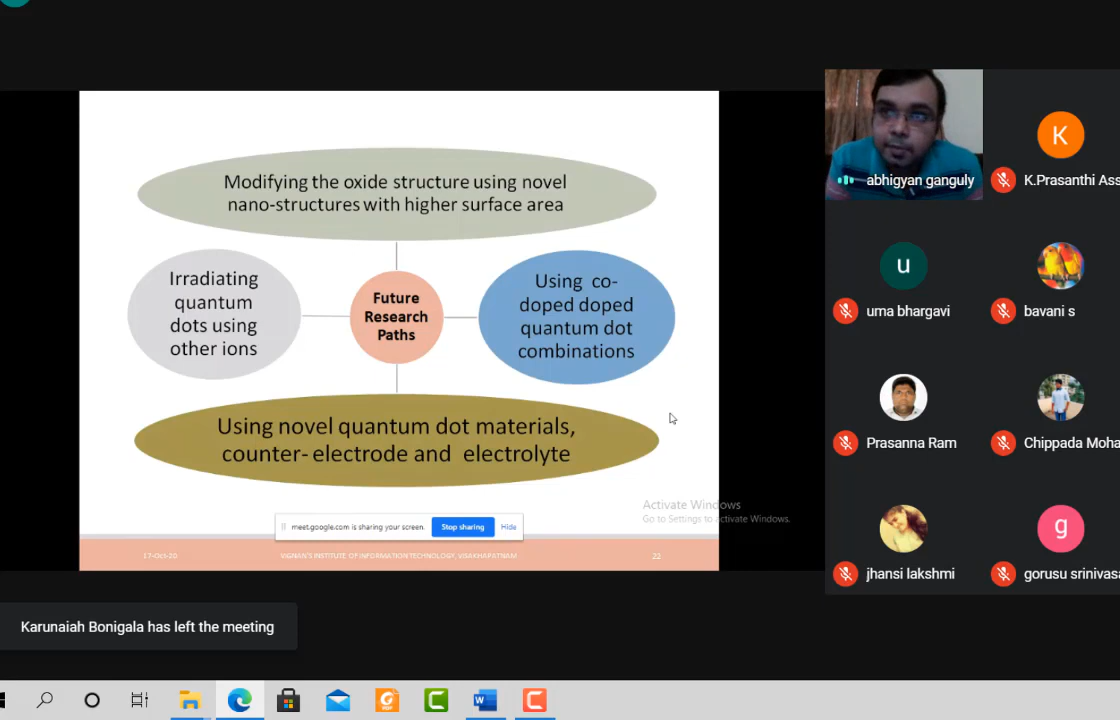 Modifying the oxide structure using novel
nano-structures with higher surface area
Irradiating
quantum
dots using
other ions
Future
Research
Paths
Using co-
doped doped
quantum dot
combinations
Using novel quantum dot materials,
counter- electrode and electrolyte
Activate Windows
Go to Settings to activate Windows.
meet.google.com is sharing your screen.
Stop sharing
Hide
17-Oct-20
VIGNAN'S INSTITUTE OF INFORMATION TECHNOLOGY, VISAKHAPATNAM
22
abhigyan ganguly
K
K.Prasanthi Ass
u
uma bhargavi
bavani s
Prasanna Ram
Chippada Moha
jhansi lakshmi
g
gorusu srinivasa
Karunaiah Bonigala has left the meeting